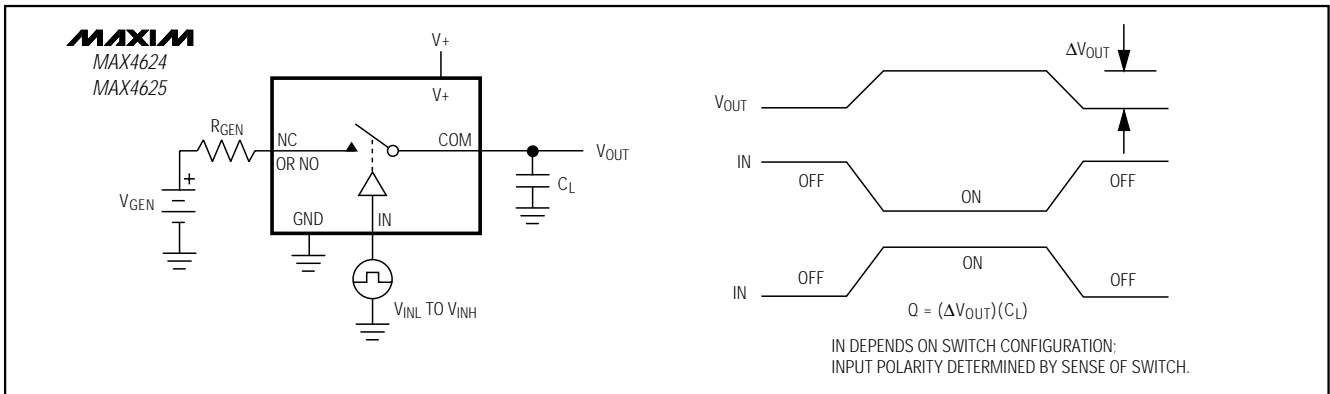 MAXIM
MAX4624
MAX4625
V+
V+
RGEN
NC
OR NO
COM
VOUT
CL
VGEN
+
GND
IN
VINL TO VINH
ΔVOUT
VOUT
IN
OFF
ON
OFF
IN
OFF
ON
OFF
Q = (ΔVOUT)(CL)
IN DEPENDS ON SWITCH CONFIGURATION;
INPUT POLARITY DETERMINED BY SENSE OF SWITCH.